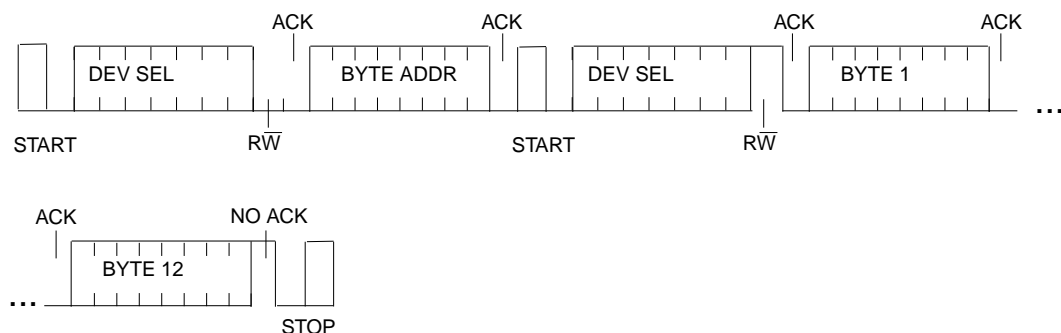 ACK ACK ACK ACK
DEV SEL BYTE ADDR DEV SEL BYTE 1
...
START RW̅ START RW̅
ACK NO ACK
BYTE 12
...
STOP